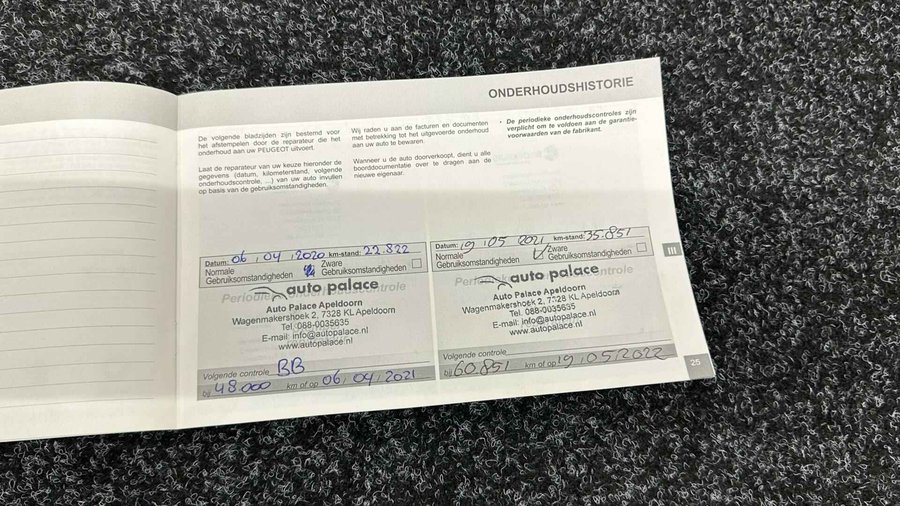 ONDERHOUDSHISTORIE
De volgende bladzijden zijn bestemd voor
het afstempelen door de reparateur die het
onderhoud aan uw PEUGEOT uitvoert.
Laat de reparateur van uw keuze hieronder de
gegevens (datum, kilometerstand, volgende
onderhoudscontrole, ...) van uw auto invullen
op basis van de gebruiksomstandigheden.
Wij raden u aan de facturen en documenten
met betrekking tot het uitgevoerde onderhoud
aan uw auto te bewaren.
Wanneer u de auto doorverkoopt, dient u alle
boorddocumentatie over te dragen aan de
nieuwe eigenaar.
• De periodieke onderhoudscontroles zijn
verplicht om te voldoen aan de garantie-
voorwaarden van de fabrikant.
Datum: 06 , 04 , 2020 km-stand: 22.822
Normale Gebruiksomstandigheden
Zware Gebruiksomstandigheden
auto palace
Auto Palace Apeldoorn
Wagenmakershoek 2, 7328 KL Apeldoorn
Tel. 088-0035635
E-mail: info@autopalace.nl
www.autopalace.nl
Volgende controle BB
bij 48.000 km of op 06 , 04 , 2021
Datum: 19 , 05 2021 km-stand: 35.851
Normale Gebruiksomstandigheden
Zware Gebruiksomstandigheden
auto palace
Auto Palace Apeldoorn
Wagenmakershoek 2, 7328 KL Apeldoorn
Tel. 088-0035635
E-mail: info@autopalace.nl
www.autopalace.nl
Volgende controle
bij 60.851 km of op 19 , 05 , 2022
III
25